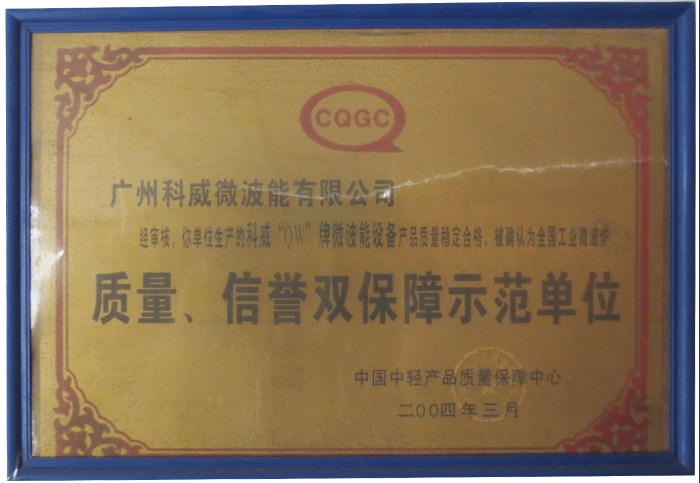 CQGC
广州科威微波能有限公司
经审核，你单位生产的科威“QW”牌微波能设备产品质量稳定合格，被确认为全国工业微波炉
质量、信誉双保障示范单位
中国中轻产品质量保障中心
二〇〇四年三月